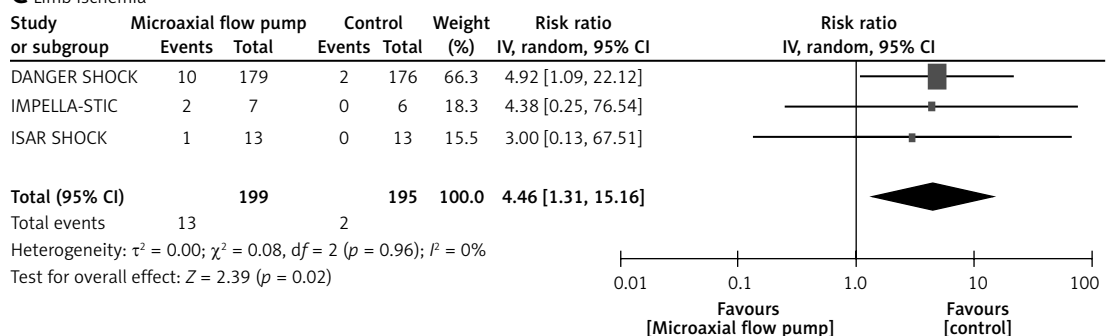 C Limb ischemia
Study Microaxial flow pump Control Weight Risk ratio Risk ratio
or subgroup Events Total Events Total (%) IV, random, 95% CI IV, random, 95% CI
DANGER SHOCK 10 179 2 176 66.3 4.92 [1.09, 22.12]
IMPELLA-STIC 2 7 0 6 18.3 4.38 [0.25, 76.54]
ISAR SHOCK 1 13 0 13 15.5 3.00 [0.13, 67.51]
Total (95% CI) 199 195 100.0 4.46 [1.31, 15.16]
Total events 13 2
Heterogeneity: τ² = 0.00; χ² = 0.08, df = 2 (p = 0.96); I² = 0%
Test for overall effect: Z = 2.39 (p = 0.02)
0.01 0.1 1.0 10 100
Favours Favours
[Microaxial flow pump] [control]